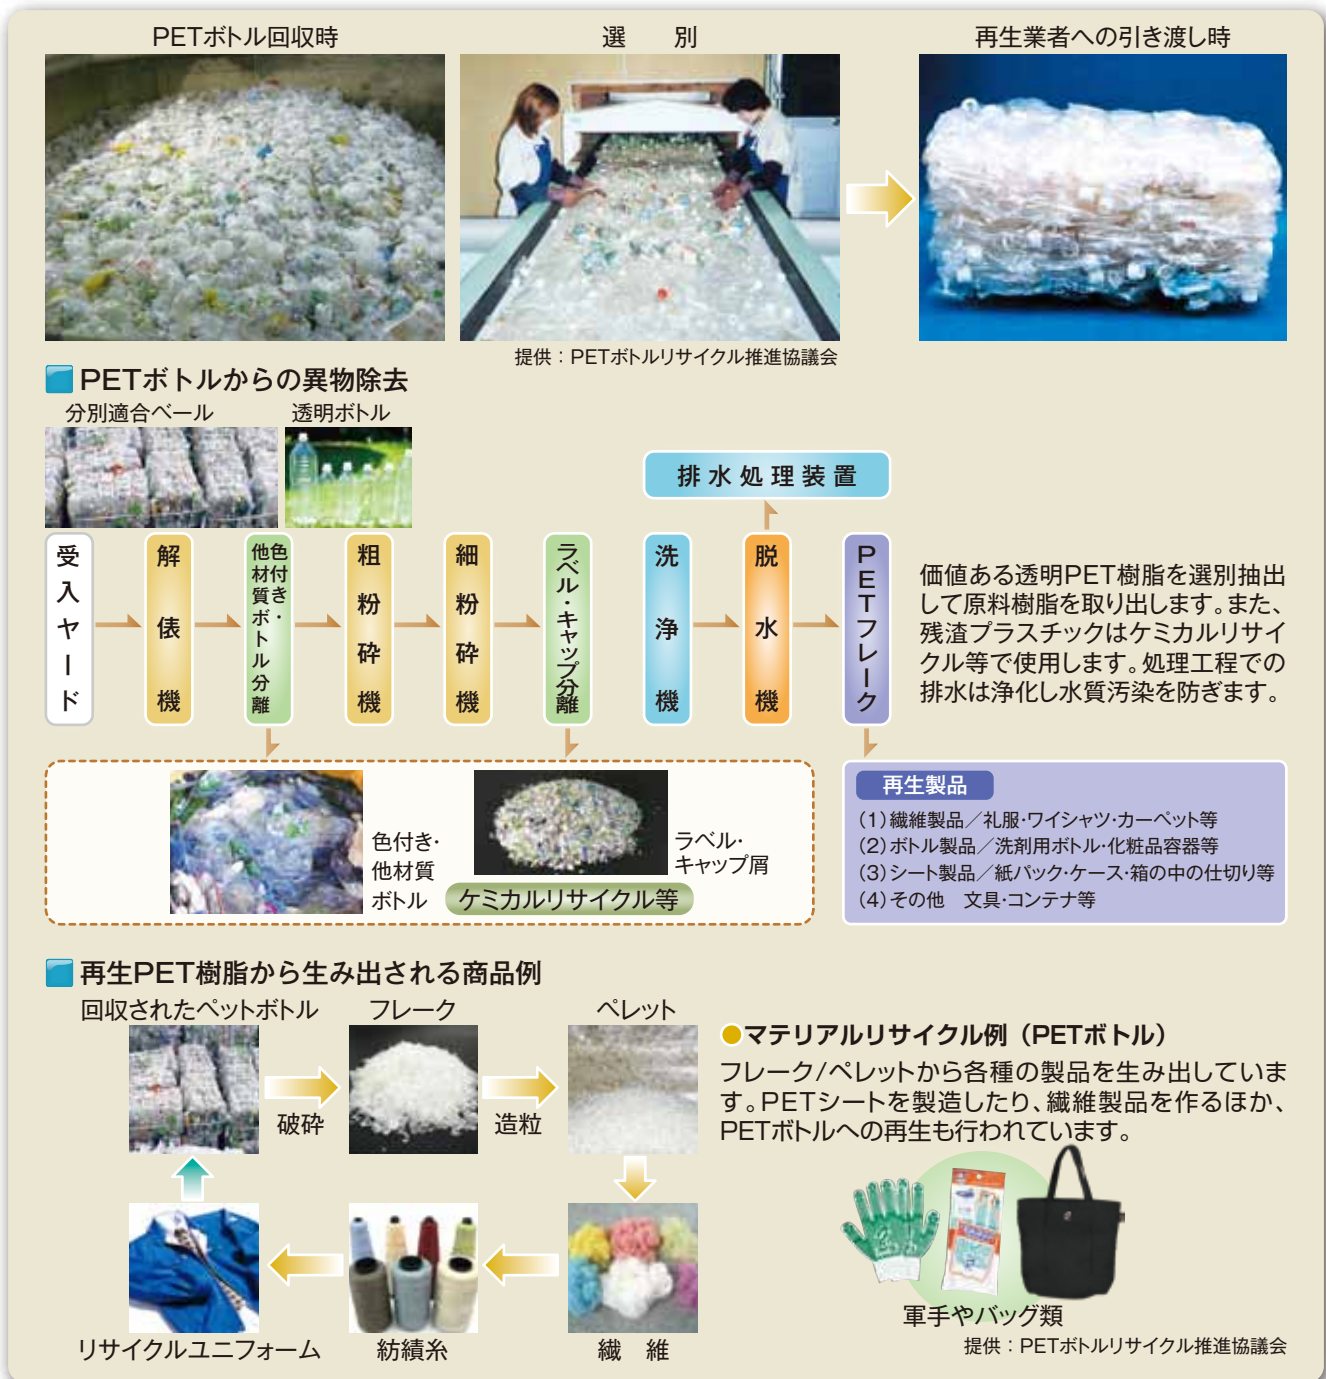 PETボトル回収時
選　別
再生業者への引き渡し時
提供：PETボトルリサイクル推進協議会
PETボトルからの異物除去
分別適合ベール
透明ボトル
排水処理装置
受入ヤード
解俵機
色付き・
他材質ボトル分離
粗粉砕機
細粉砕機
ラベル・キャップ分離
洗浄機
脱水機
PETフレーク
価値ある透明PET樹脂を選別抽出
して原料樹脂を取り出します。また、
残渣プラスチックはケミカルリサイ
クル等で使用します。処理工程での
排水は浄化し水質汚染を防ぎます。
色付き・
他材質
ボトル
ラベル・
キャップ屑
ケミカルリサイクル等
再生製品
(1)繊維製品／礼服・ワイシャツ・カーペット等
(2)ボトル製品／洗剤用ボトル・化粧品容器等
(3)シート製品／紙パック・ケース・箱の中の仕切り等
(4)その他　文具・コンテナ等
再生PET樹脂から生み出される商品例
回収されたペットボトル
フレーク
ペレット
破砕
造粒
●マテリアルリサイクル例（PETボトル）
フレーク/ペレットから各種の製品を生み出していま
す。PETシートを製造したり、繊維製品を作るほか、
PETボトルへの再生も行われています。
リサイクルユニフォーム
紡績糸
繊　維
軍手やバッグ類
提供：PETボトルリサイクル推進協議会